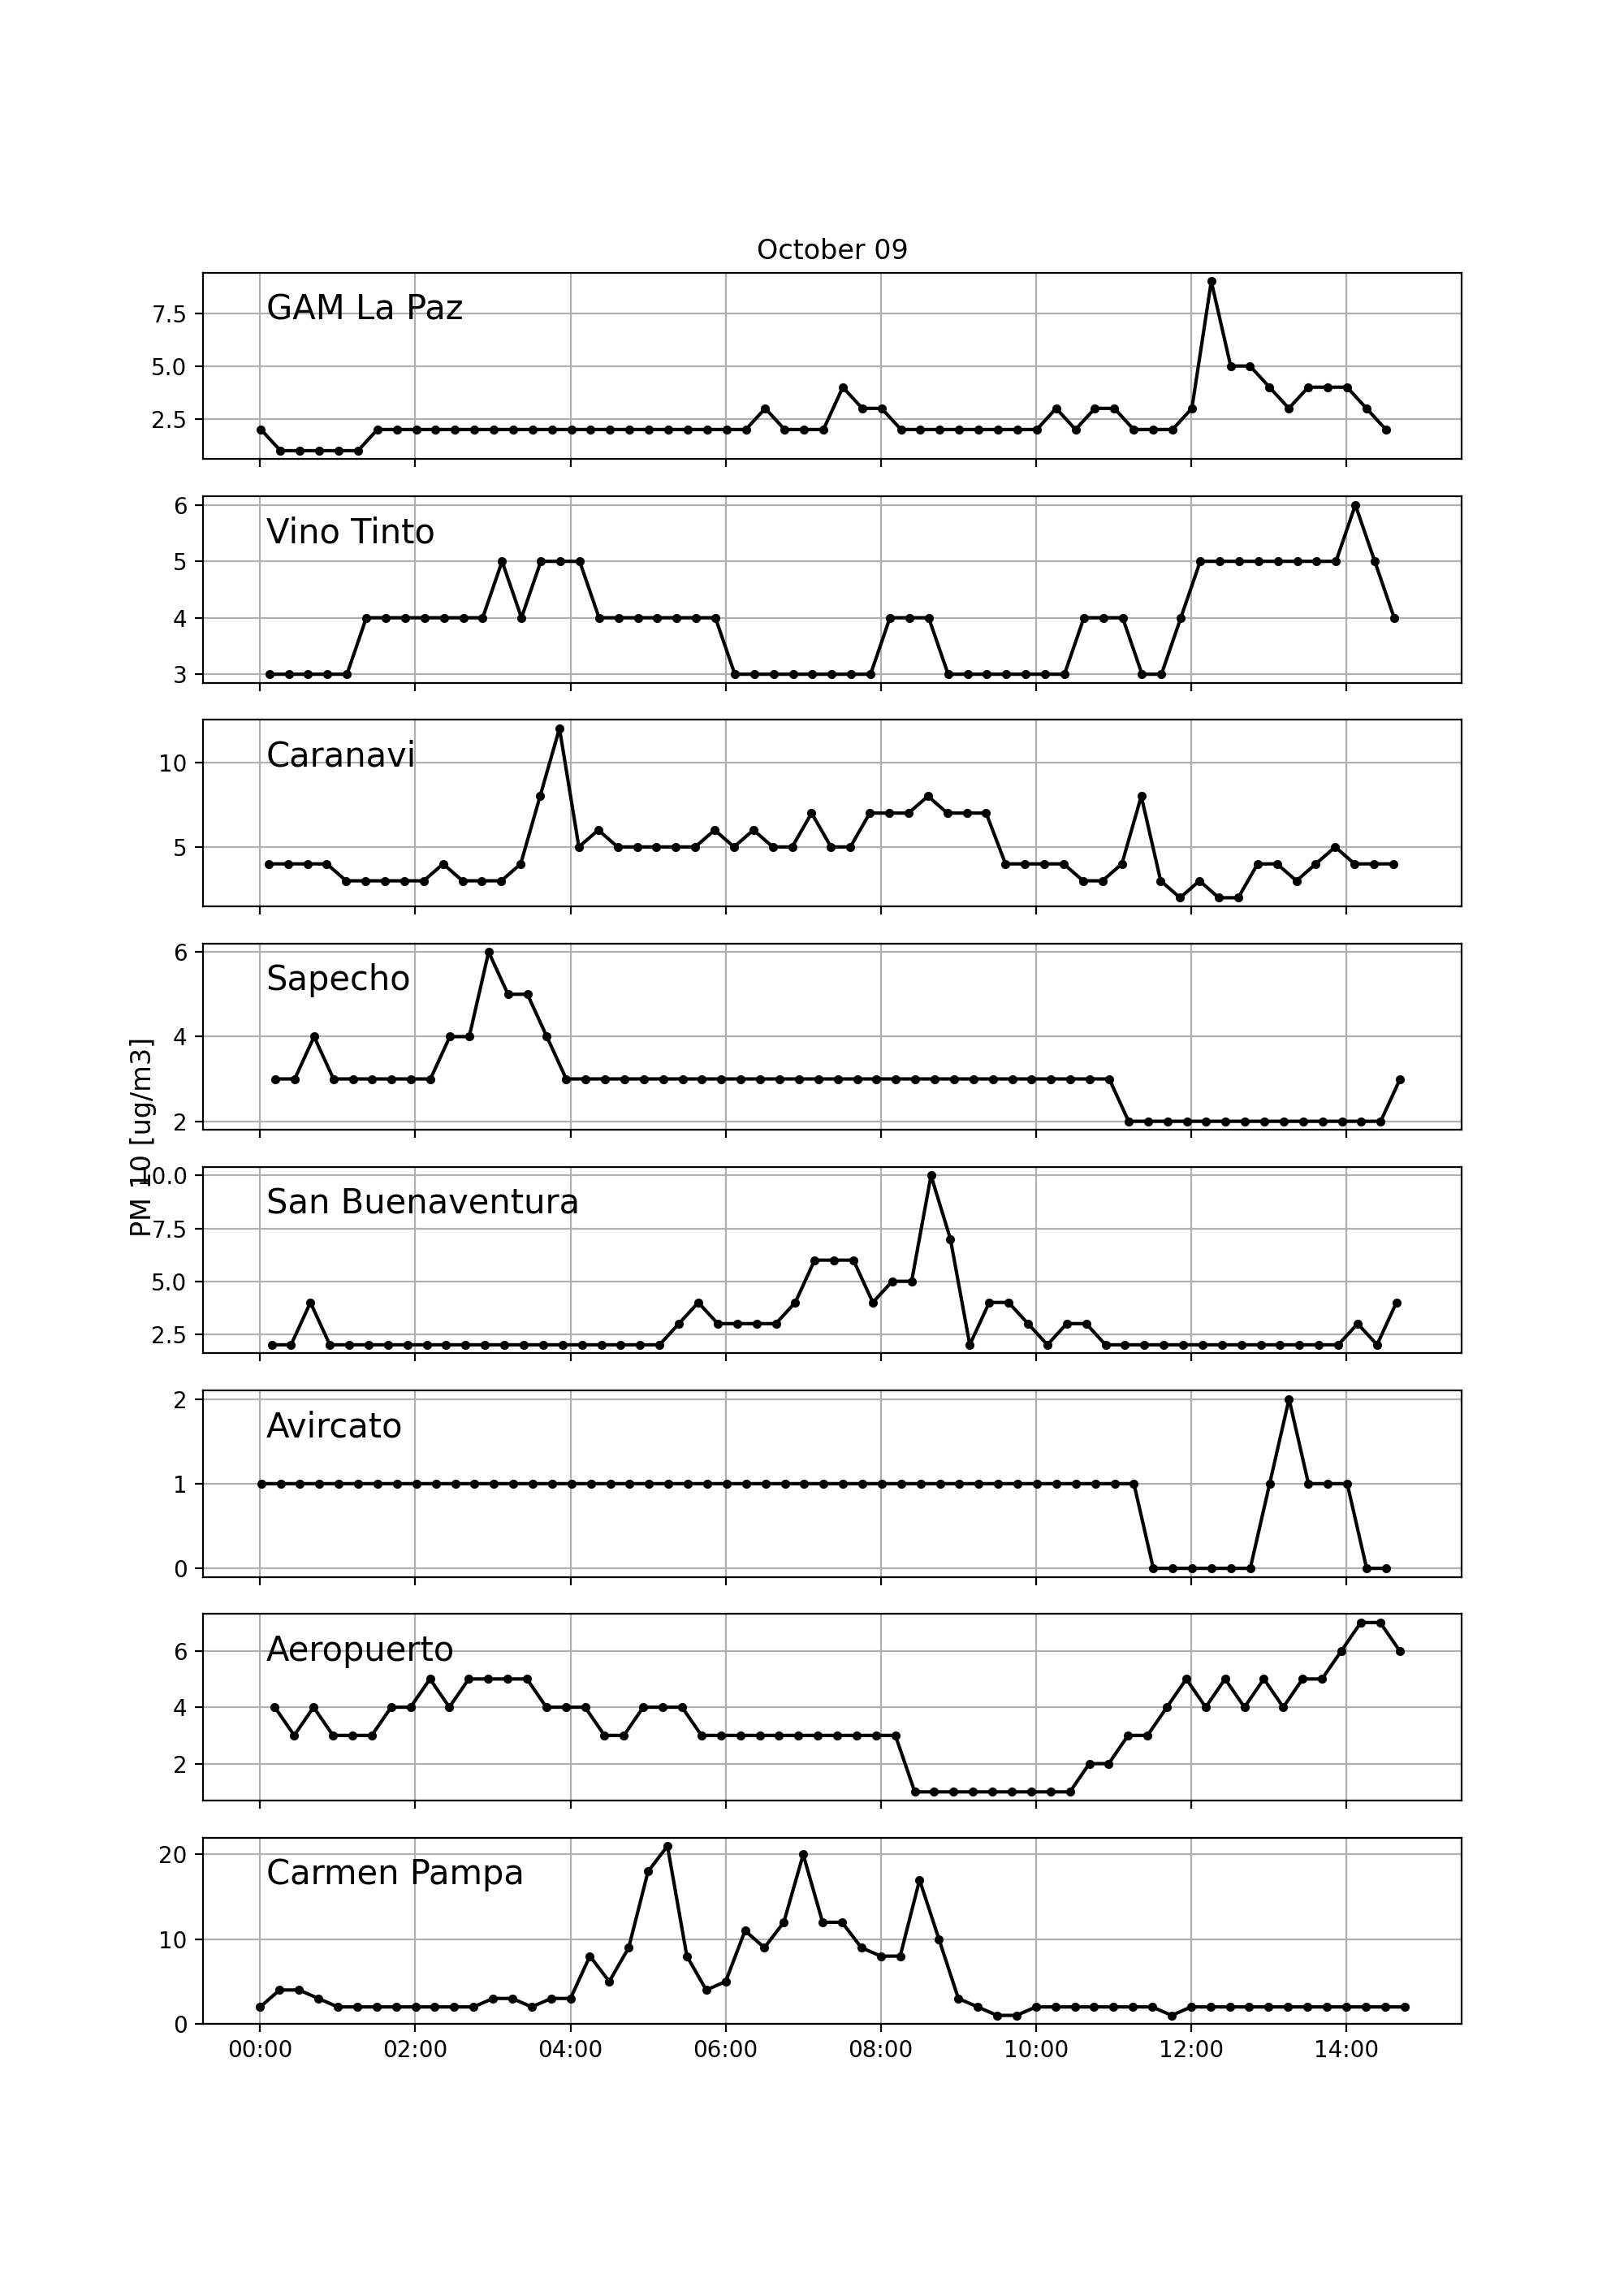 October 09
GAM La Paz
7.5
5.0
2.5
Vino Tinto
6
5
4
3
Caranavi
10
5
Sapecho
6
4
2
PM 10 [ug/m3]
San Buenaventura
10.0
7.5
5.0
2.5
Avircato
2
1
0
Aeropuerto
6
4
2
Carmen Pampa
20
10
0
00:00 02:00 04:00 06:00 08:00 10:00 12:00 14:00